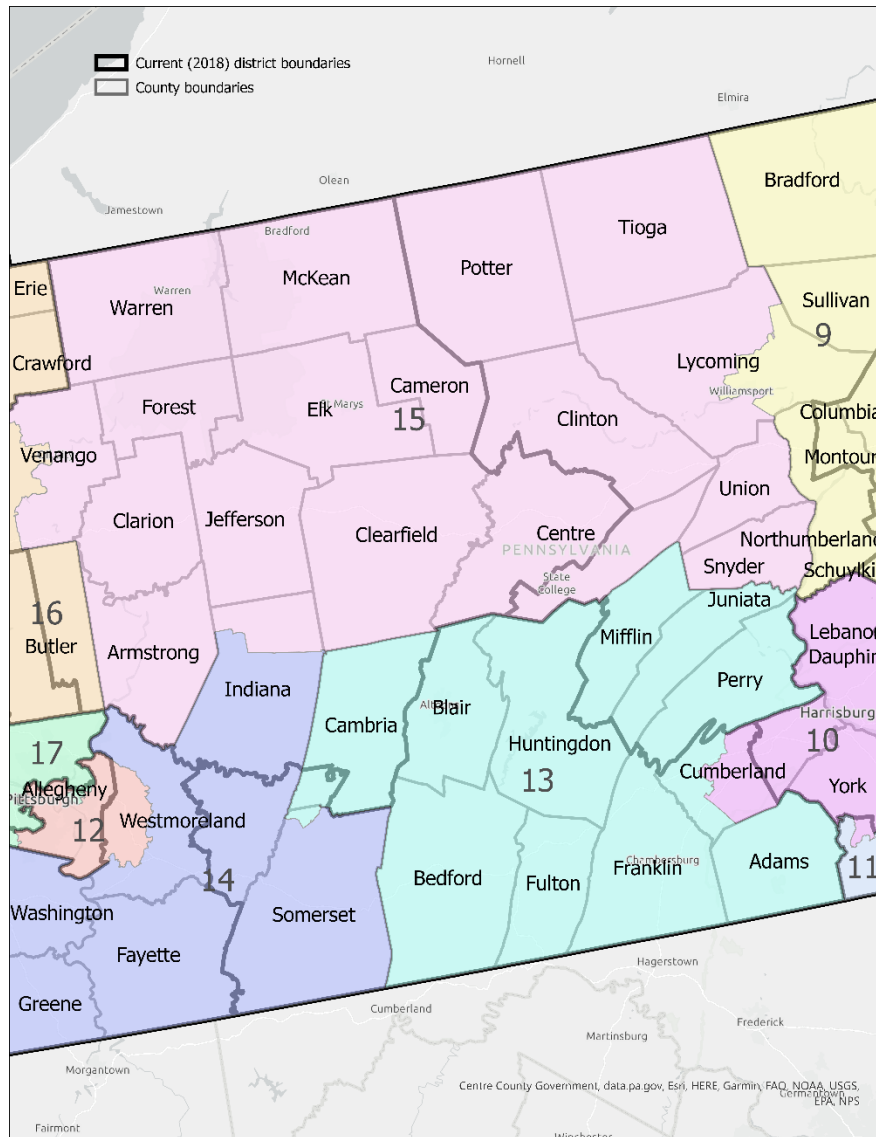 Current (2018) district boundaries
County boundaries
Hornell
Elmira
Olean
Jamestown
Bradford
Bradford
Tioga
Potter
McKean
Warren
Warren
Erie
Sullivan
9
Crawford
Lycoming
Williamsport
Cameron
St Marys
Elk
15
Forest
Clinton
Columbia
Montour
Venango
Union
Clarion
Jefferson
Clearfield
Centre
PENNSYLVANIA
Northumberland
Snyder
Schuylki
State
College
Juniata
16
Butler
Armstrong
Mifflin
Lebanon
Dauphin
Indiana
Perry
Blair
Cambria
Harrisburg
10
Huntingdon
17
13
Cumberland
York
Allegheny
Pittsburgh
Westmoreland
12
Chambersburg
Franklin
Adams
11
14
Bedford
Fulton
Washington
Somerset
Fayette
Greene
Hagerstown
Cumberland
Frederick
Martinsburg
Morgantown
Centre County Government, data.pa.gov, Esri, HERE, Garmin, FAO, NOAA, USGS,
EPA, NPS
Germantown
Fairmont
Winchester